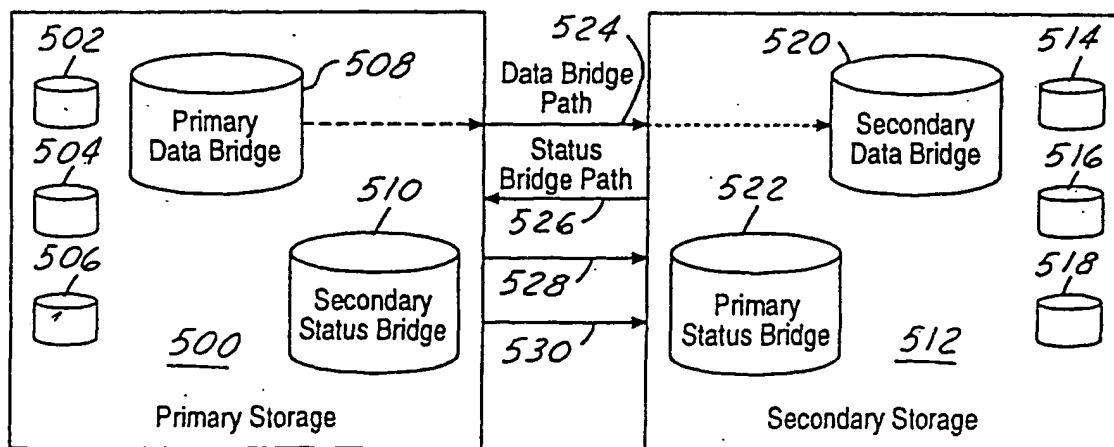 502
508
Primary
Data Bridge
504
510
506
Secondary
Status Bridge
500
Primary Storage
524
Data Bridge
Path
Status
Bridge Path
526
528
530
520
514
Secondary
Data Bridge
516
522
518
Primary
Status Bridge
512
Secondary Storage